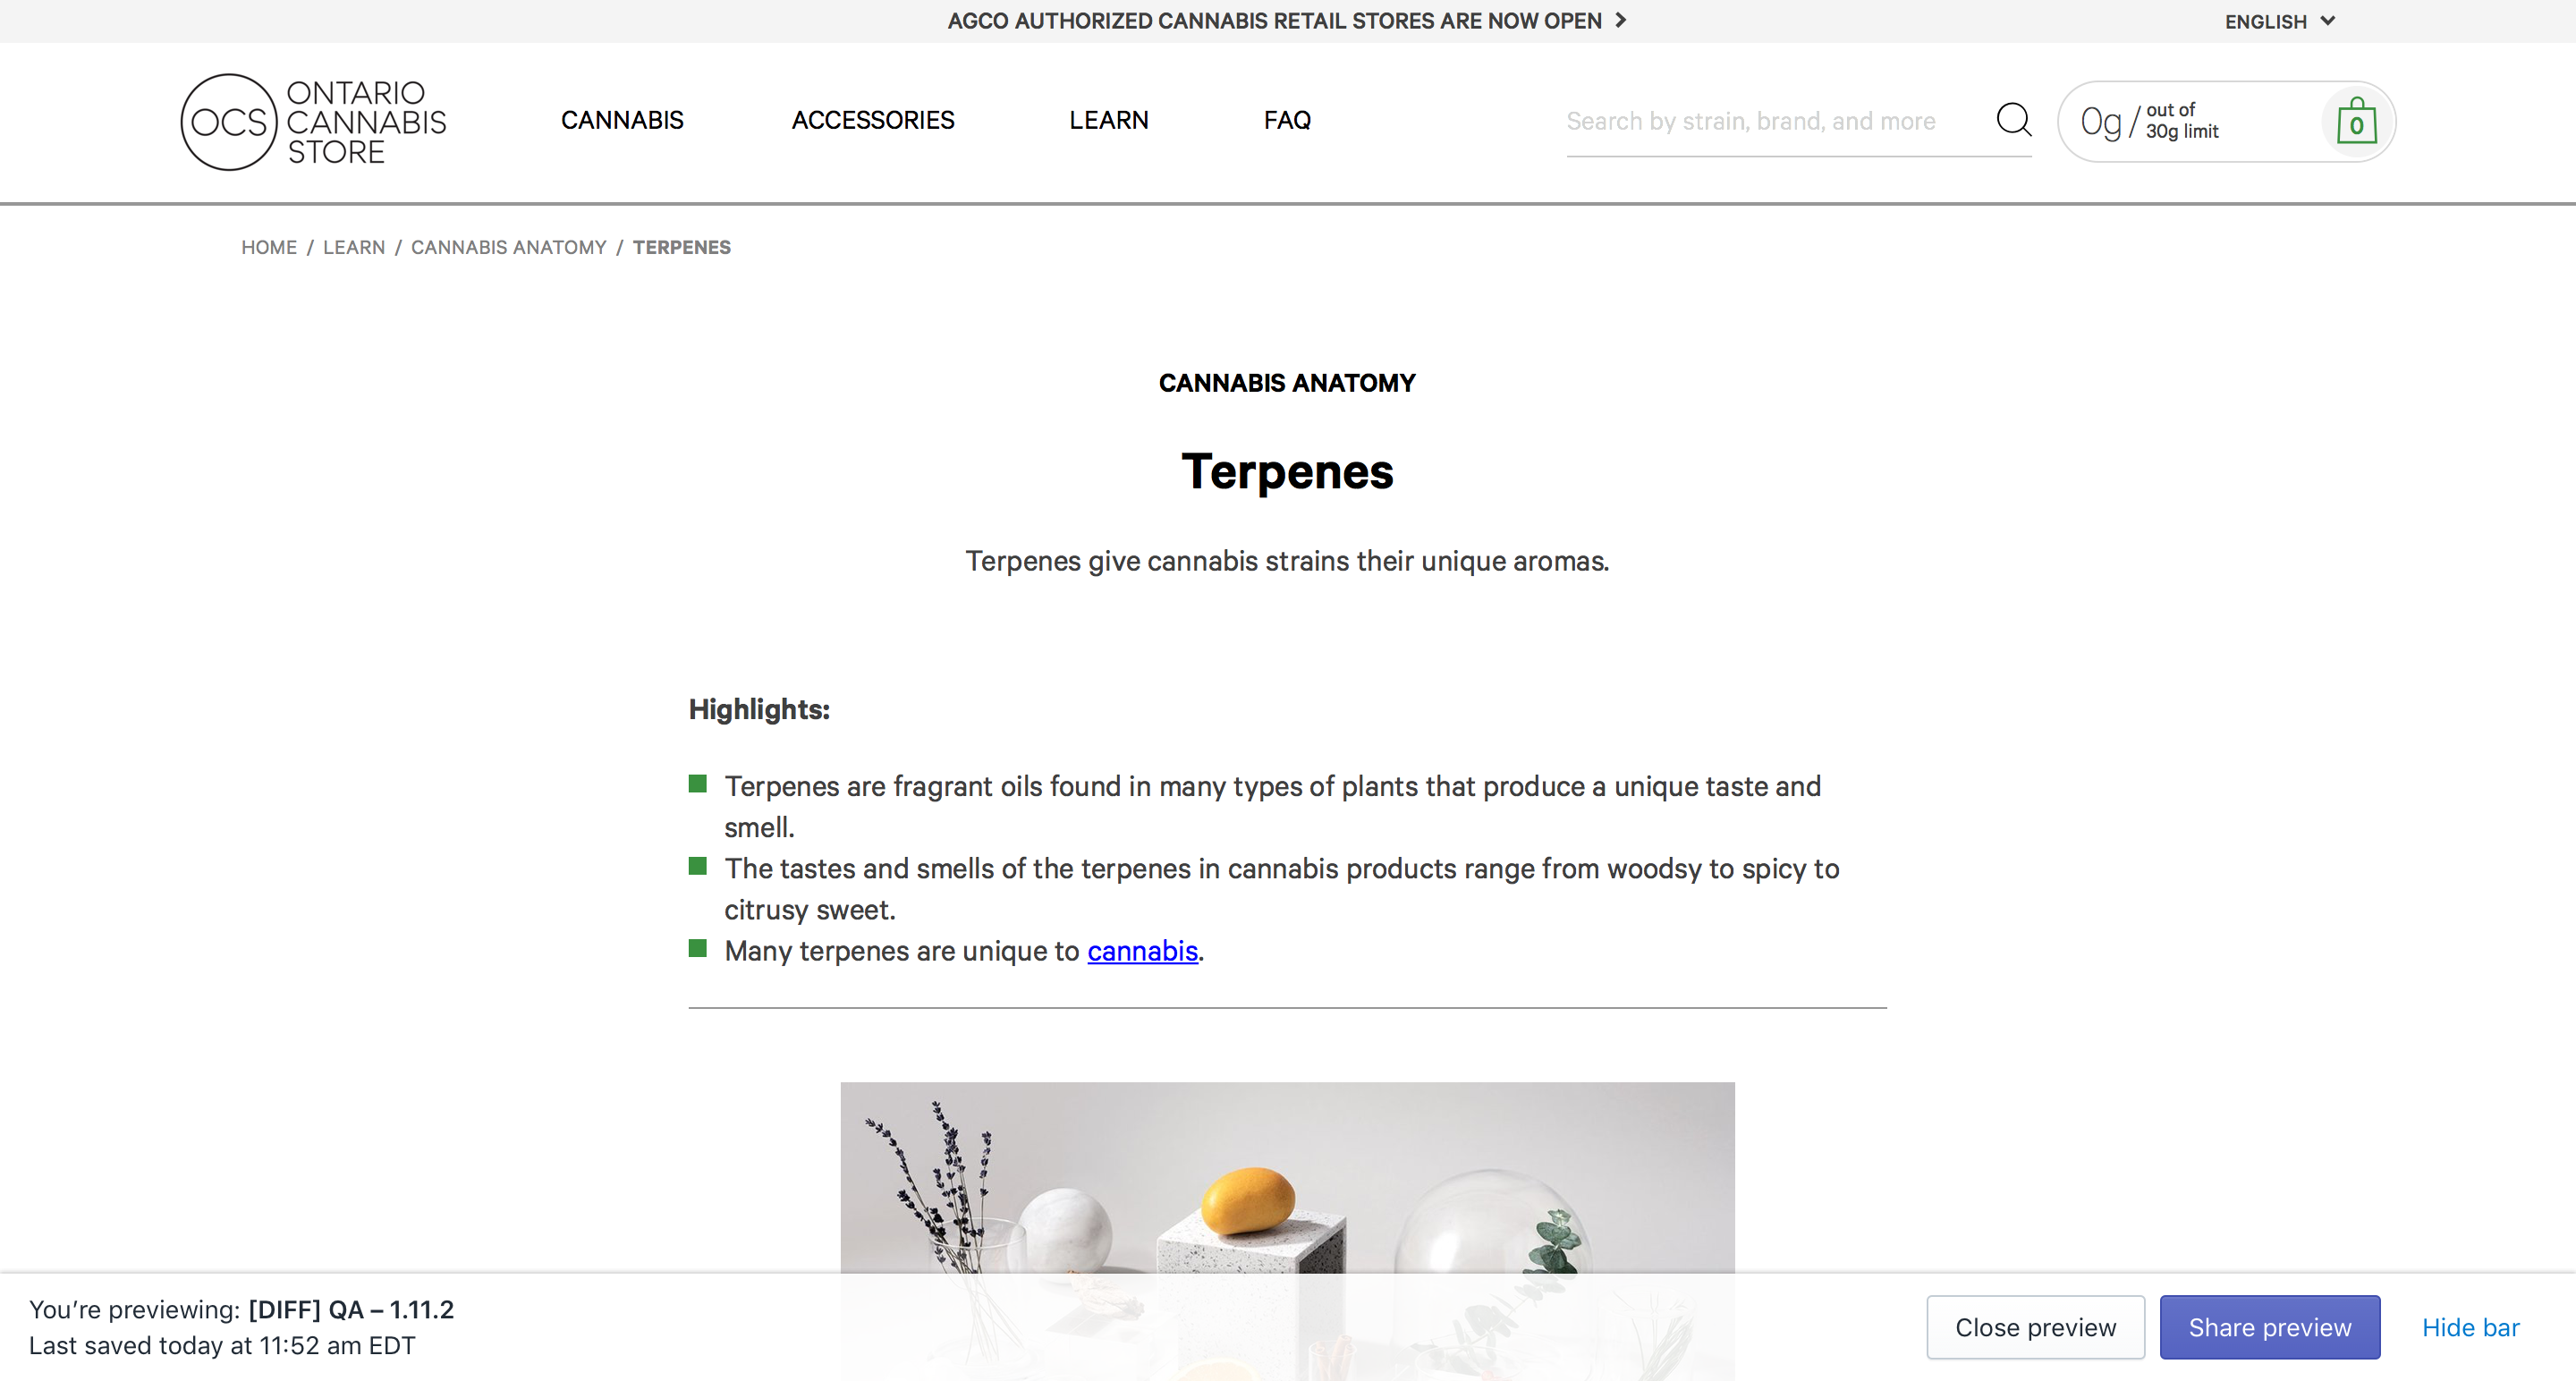 AGCO AUTHORIZED CANNABIS RETAIL STORES ARE NOW OPEN
ENGLISH
OCS
ONTARIO
CANNABIS
STORE
CANNABIS
ACCESSORIES
LEARN
FAQ
Search by strain, brand, and more
0g / out of
30g limit
0
HOME / LEARN / CANNABIS ANATOMY / TERPENES
CANNABIS ANATOMY
Terpenes
Terpenes give cannabis strains their unique aromas.
Highlights:
Terpenes are fragrant oils found in many types of plants that produce a unique taste and
smell.
The tastes and smells of the terpenes in cannabis products range from woodsy to spicy to
citrusy sweet.
Many terpenes are unique to cannabis.
You're previewing: [DIFF] QA – 1.11.2
Last saved today at 11:52 am EDT
Close preview
Share preview
Hide bar